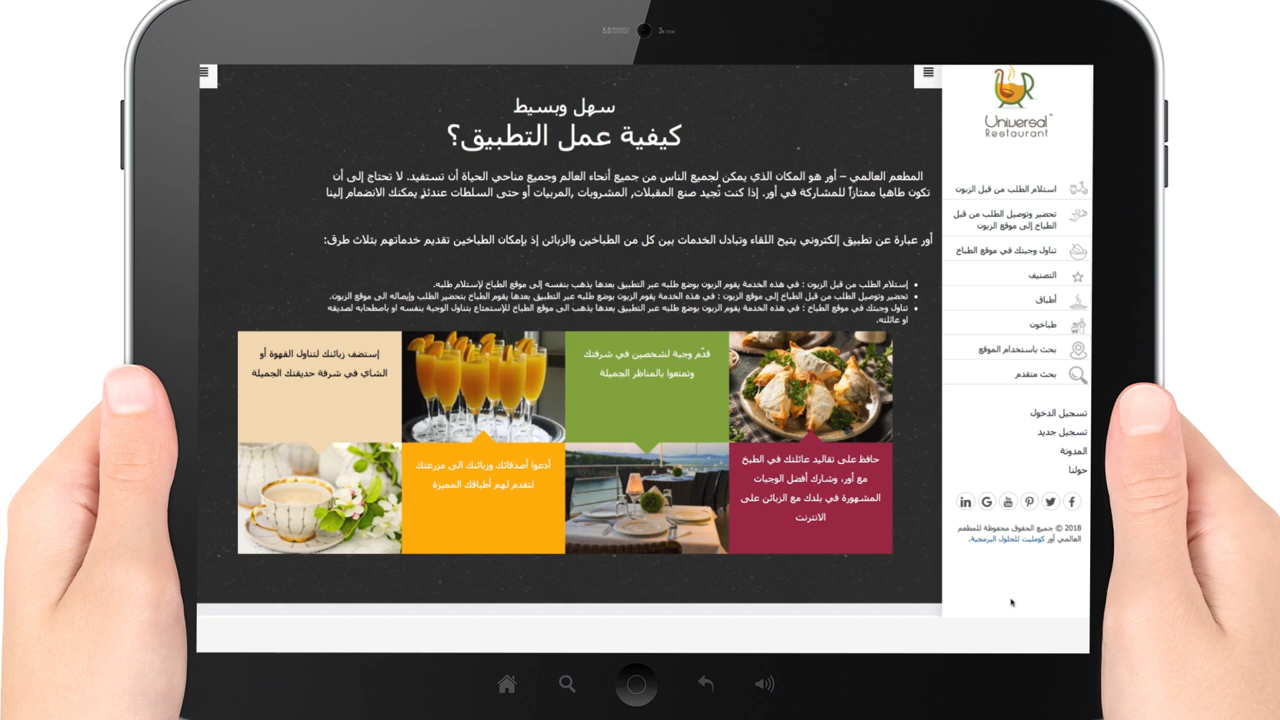 سهل وبسيط
كيفية عمل التطبيق؟
المطعم العالمي – أور هو المكان الذي يمكن لجميع الناس من جميع أنحاء العالم وجميع مناحي الحياة أن تستفيد. لا تحتاج إلى أن
تكون طاهيا ممتازاً للمشاركة في أور. إذا كنت تُجيد صنع المقبلات, المشروبات ,المربيات أو حتى السلطات عندئذٍ يمكنك الانضمام إلينا
أور عبارة عن تطبيق إلكتروني يتيح اللقاء وتبادل الخدمات بين كل من الطباخين والزبائن إذ بإمكان الطباخين تقديم خدماتهم بثلاث طرق:
• إستلام الطلب من قبل الزبون : في هذه الخدمة يقوم الزبون بوضع طلبه عبر التطبيق بعدها يذهب بنفسه إلى موقع الطباخ لإستلام طلبه.
• تحضير وتوصيل الطلب من قبل الطباخ إلى موقع الزبون : في هذه الخدمة يقوم الزبون بوضع طلبه عبر التطبيق بعدها يقوم الطباخ بتحضير الطلب وإيصاله الى موقع الزبون.
• تناول وجبتك في موقع الطباخ : في هذه الخدمة يقوم الزبون بوضع طلبه عبر التطبيق بعدها يذهب الى موقع الطباخ للإستمتاع بتناول الوجبة بنفسه او باصطحابه لصديقه
او عائلته.
قدّم وجبة لشخصين في شرفتك
وتمتعوا بالمناظر الجميلة
إستضف زبائنك لتناول القهوة أو
الشاي في شرفة حديقتك الجميلة
حافظ على تقاليد عائلتك في الطبخ
مع أور، وشارك أفضل الوجبات
المشهورة في بلدك مع الزبائن على
الانترنت
أدعوا أصدقائك وزبائنك الى مزرعتك
لتقدم لهم أطباقك المميزة
UR
Universal™
Restaurant
استلام الطلب من قبل الزبون
تحضير وتوصيل الطلب من قبل
الطباخ إلى موقع الزبون
تناول وجبتك في موقع الطباخ
التصنيف
أطباق
طباخون
بحث باستخدام الموقع
بحث متقدم
تسجيل الدخول
تسجيل جديد
المدونة
حولنا
2018 © جميع الحقوق محفوظة للمطعم
العالمي أور كومليت للحلول البرمجية.